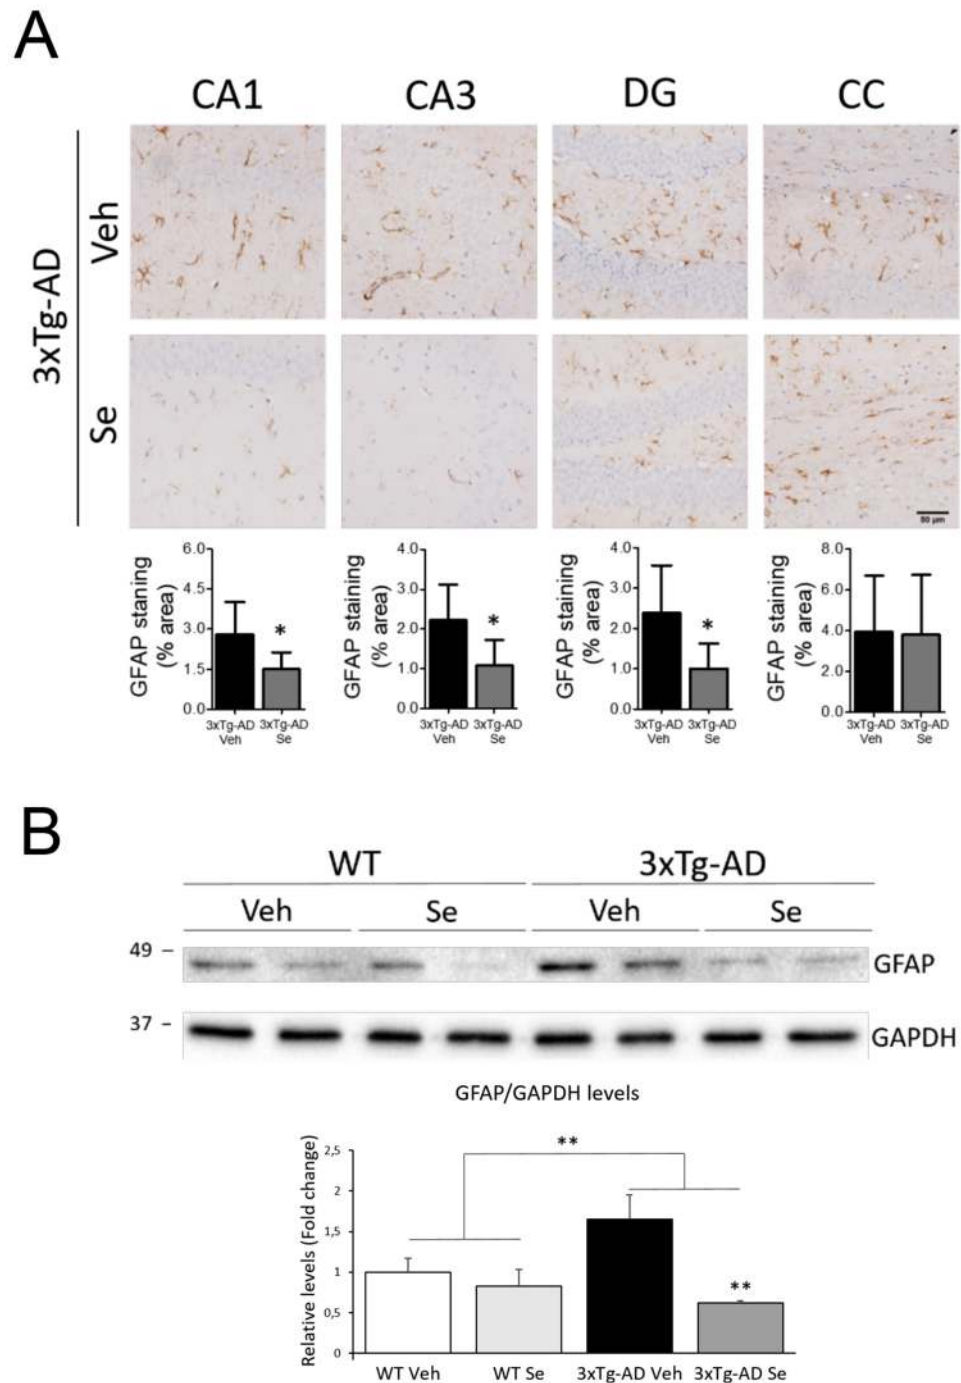 A
CA1 CA3 DG CC
3xTg-AD
Veh
Se
80 µm
GFAP staining (% area)
6.0
4.5
3.0
1.5
0.0
*
3xTg-AD Veh
3xTg-AD Se
GFAP staining (% area)
4.0
3.0
2.0
1.0
0.0
*
3xTg-AD Veh
3xTg-AD Se
GFAP staining (% area)
4.0
3.0
2.0
1.0
0.0
*
3xTg-AD Veh
3xTg-AD Se
GFAP staining (% area)
8.0
6.0
4.0
2.0
0.0
3xTg-AD Veh
3xTg-AD Se
B
WT 3xTg-AD
Veh Se Veh Se
49 –
GFAP
37 –
GAPDH
GFAP/GAPDH levels
Relative levels (Fold change)
2,5
2
1,5
1
0,5
0
**
**
WT Veh WT Se 3xTg-AD Veh 3xTg-AD Se